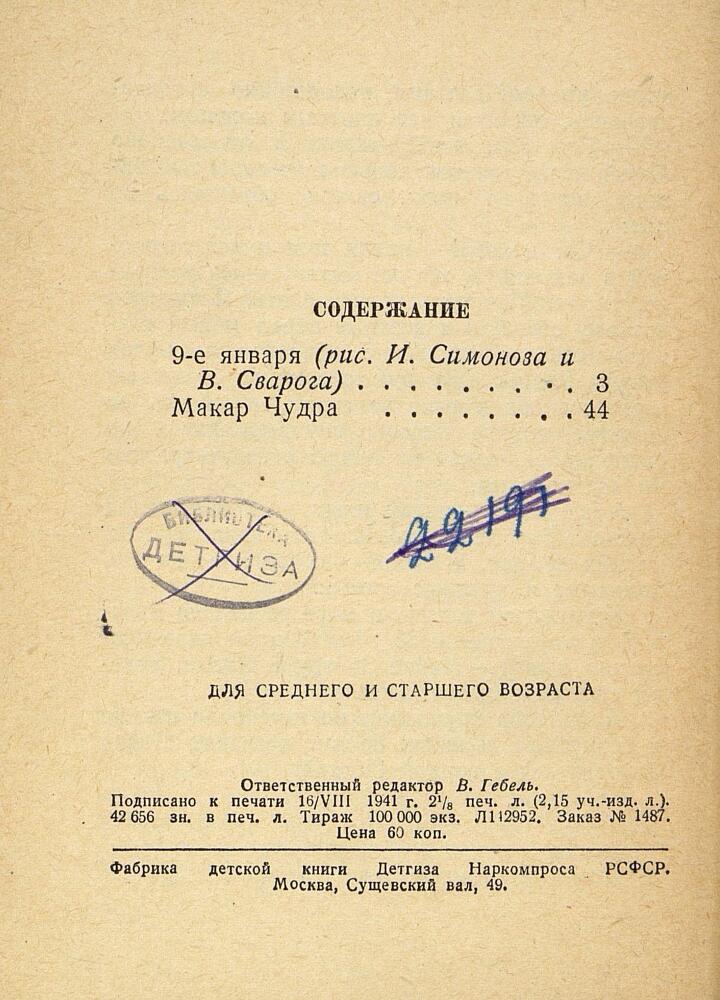 СОДЕРЖАНИЕ
9-е января (рис. И. Симоноза и
В. Сварога) . . . . . . . . . 3
Макар Чудра . . . . . . . . 44
БИБЛИОТЕКА
ДЕТГИЗА
22197
ДЛЯ СРЕДНЕГО И СТАРШЕГО ВОЗРАСТА
Ответственный редактор В. Гебель.
Подписано к печати 16/VIII 1941 г. 2⅛ печ. л. (2,15 уч.-изд. л.).
42 656 зн. в печ. л. Тираж 100 000 экз. Л112952. Заказ № 1487.
Цена 60 коп.
Фабрика детской книги Детгиза Наркомпроса РСФСР.
Москва, Сущевский вал, 49.